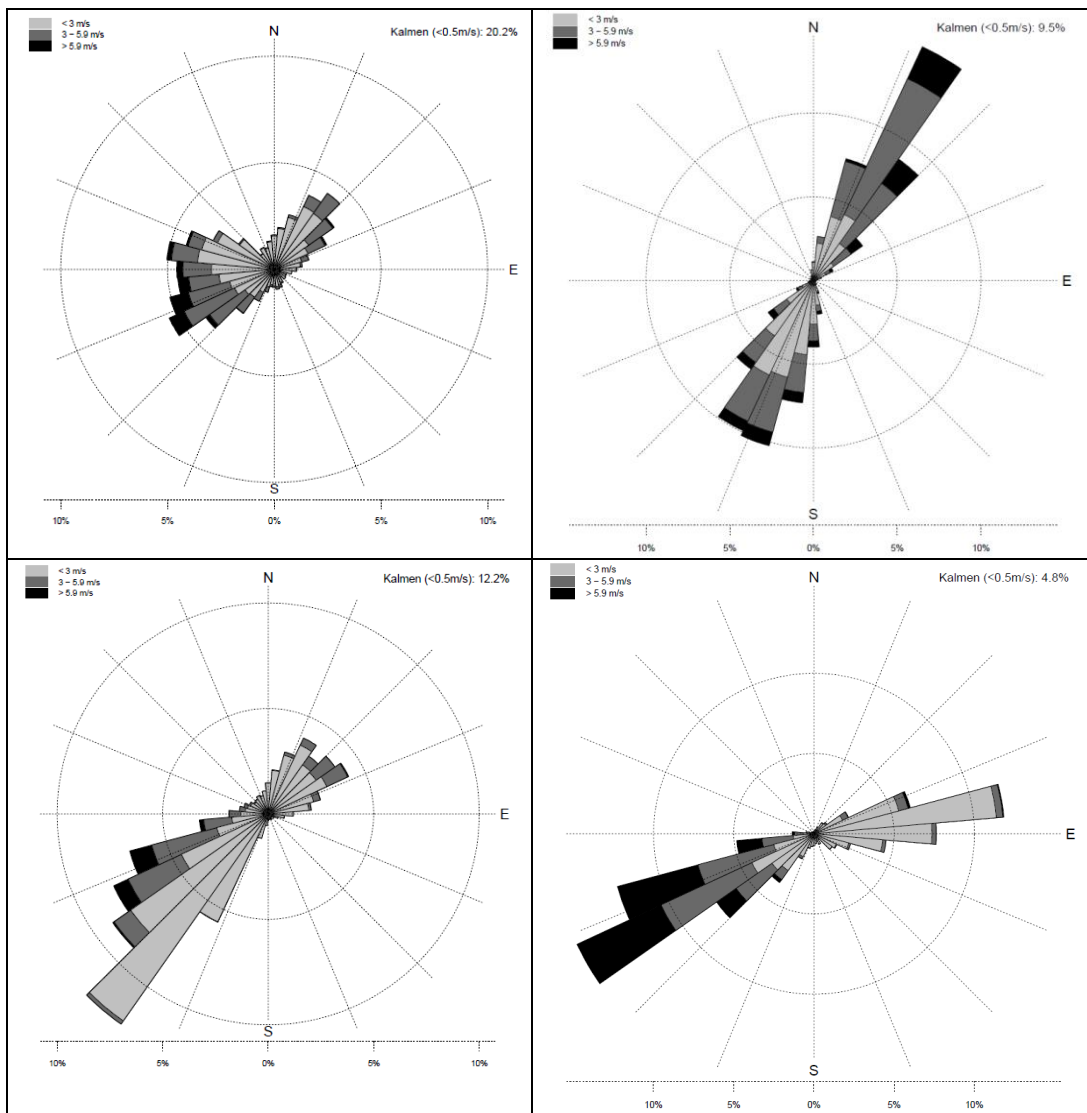 < 3 m/s
3 – 5.9 m/s
> 5.9 m/s
N
Kalmen (<0.5m/s): 20.2%
E
S
10%
5%
0%
5%
10%
< 3 m/s
3 – 5.9 m/s
> 5.9 m/s
N
Kalmen (<0.5m/s): 9.5%
E
S
10%
5%
0%
5%
10%
< 3 m/s
3 – 5.9 m/s
> 5.9 m/s
N
Kalmen (<0.5m/s): 12.2%
E
S
10%
5%
0%
5%
10%
< 3 m/s
3 – 5.9 m/s
> 5.9 m/s
N
Kalmen (<0.5m/s): 4.8%
E
S
10%
5%
0%
5%
10%